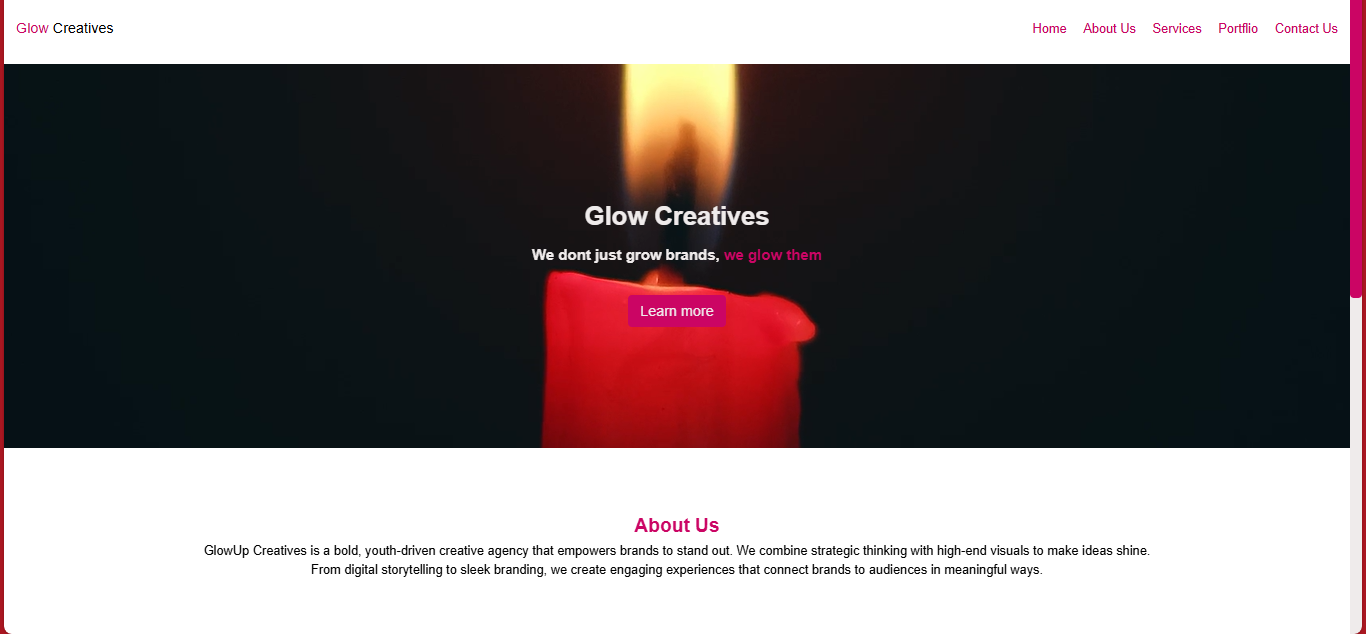 Glow Creatives
Home About Us Services Portflio Contact Us
Glow Creatives
We dont just grow brands, we glow them
Learn more
About Us
GlowUp Creatives is a bold, youth-driven creative agency that empowers brands to stand out. We combine strategic thinking with high-end visuals to make ideas shine.
From digital storytelling to sleek branding, we create engaging experiences that connect brands to audiences in meaningful ways.